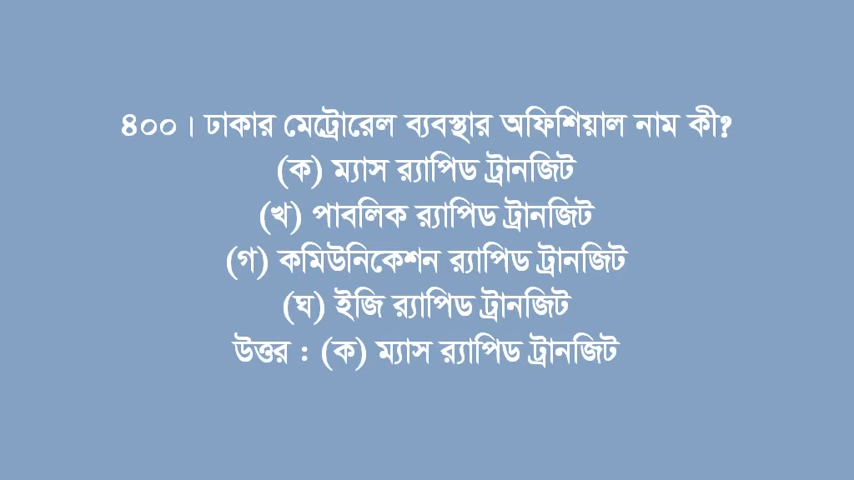 ৪০০। ঢাকার মেট্রোরেল ব্যবস্থার অফিশিয়াল নাম কী?
(ক) ম্যাস র‍্যাপিড ট্রানজিট
(খ) পাবলিক র‍্যাপিড ট্রানজিট
(গ) কমিউনিকেশন র‍্যাপিড ট্রানজিট
(ঘ) ইজি র‍্যাপিড ট্রানজিট
উত্তর : (ক) ম্যাস র‍্যাপিড ট্রানজিট